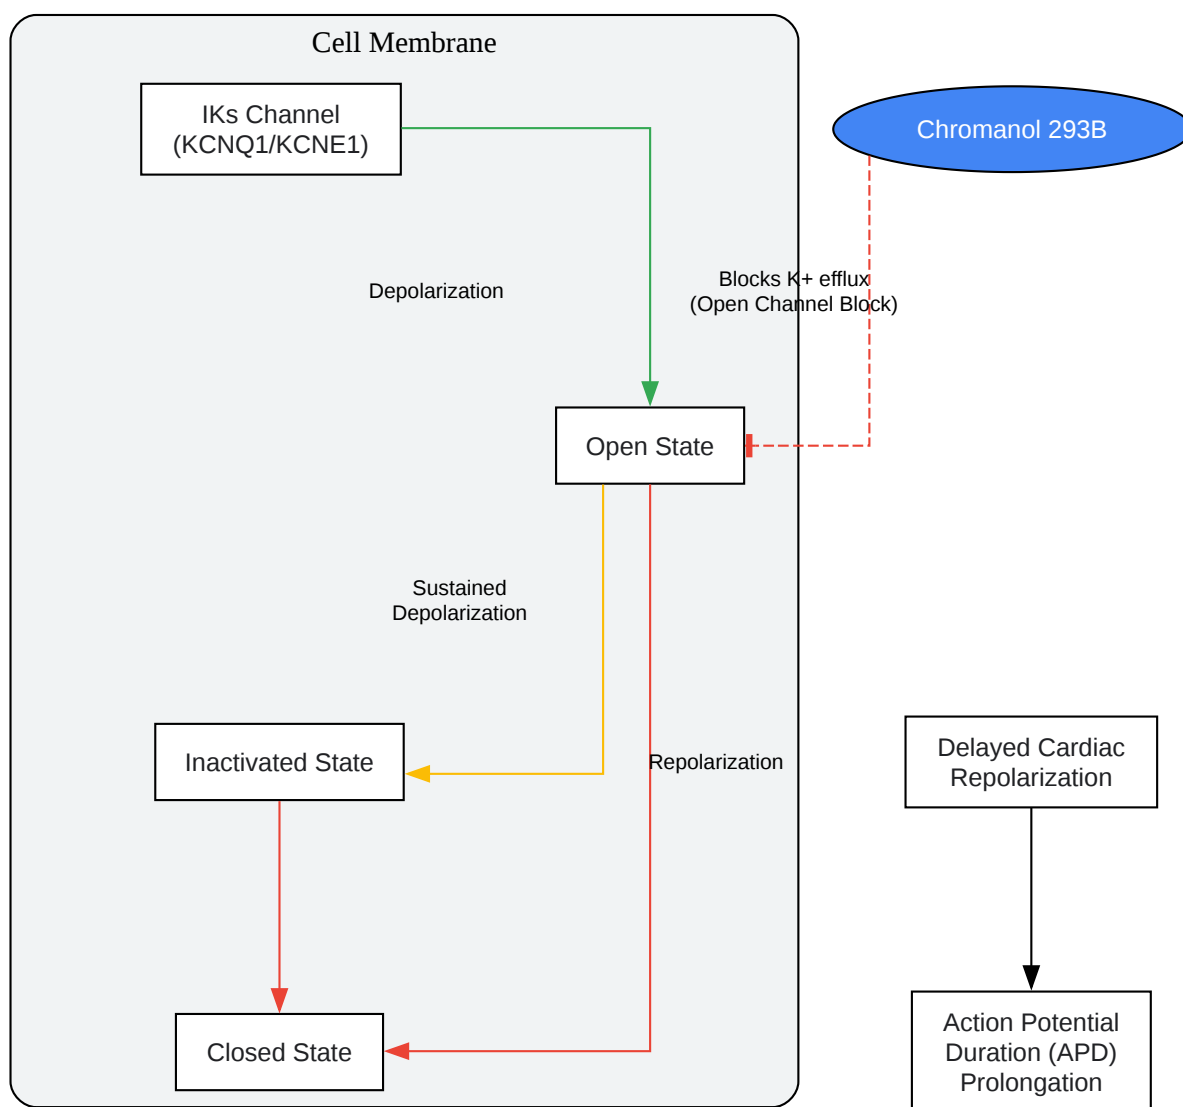 Cell Membrane
IKs Channel
(KCNQ1/KCNE1)
Chromanol 293B
Depolarization
Blocks K+ efflux
(Open Channel Block)
Open State
Sustained
Depolarization
Inactivated State
Repolarization
Delayed Cardiac
Repolarization
Closed State
Action Potential
Duration (APD)
Prolongation